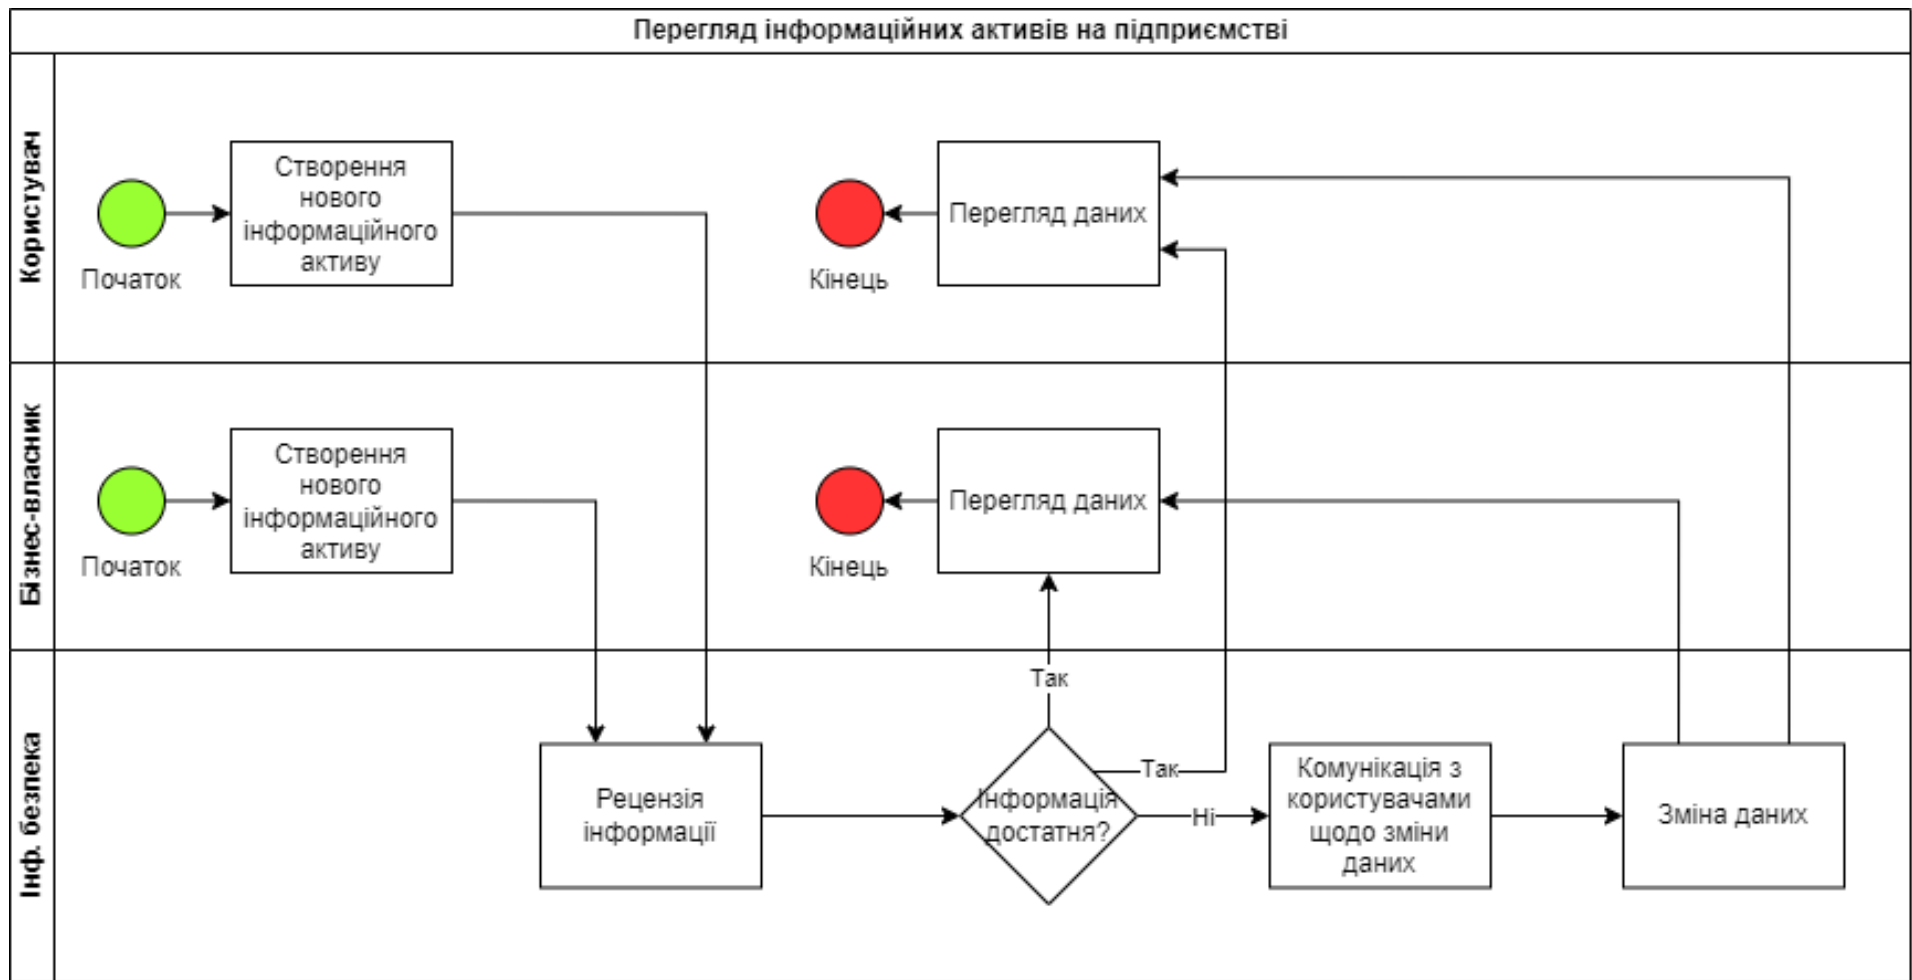 Перегляд інформаційних активів на підприємстві
Користувач
Початок
Створення
нового
інформаційного
активу
Кінець
Перегляд даних
Бізнес-власник
Початок
Створення
нового
інформаційного
активу
Кінець
Перегляд даних
Інф. безпека
Рецензія
інформації
Інформація
достатня?
Так
Так
Ні
Комунікація з
користувачами
щодо зміни
даних
Зміна даних